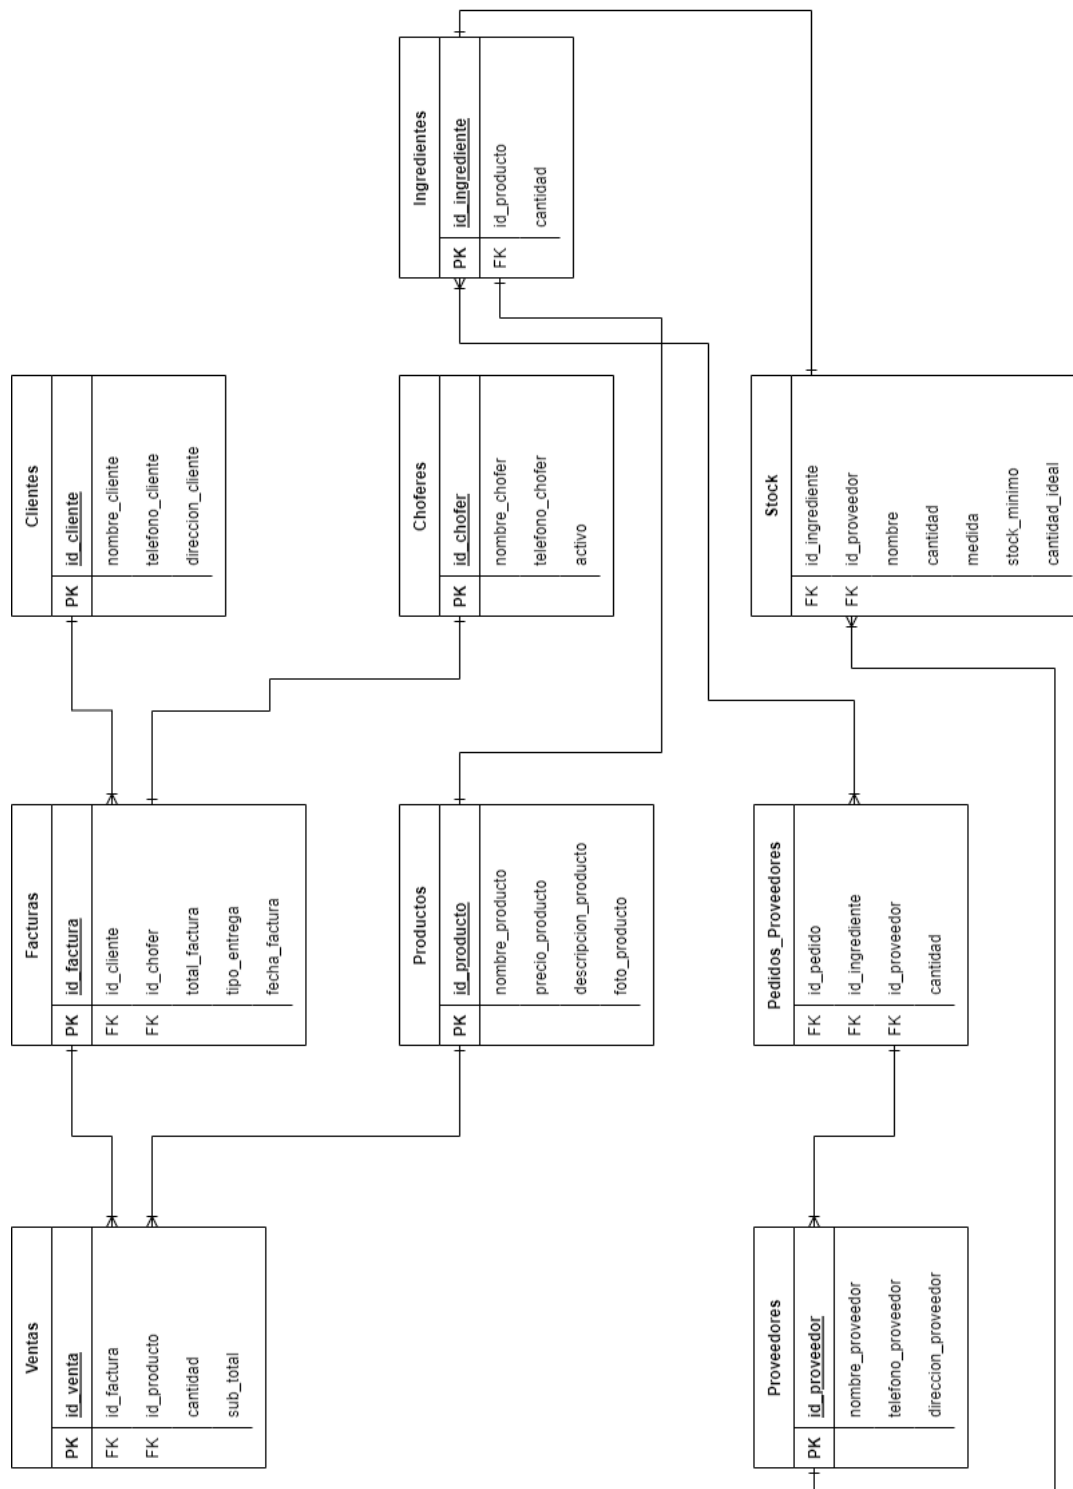 Ventas
PK id_venta
FK id_factura
FK id_producto
cantidad
sub_total
Facturas
PK id_factura
FK id_cliente
FK id_chofer
total_factura
tipo_entrega
fecha_factura
Clientes
PK id_cliente
nombre_cliente
telefono_cliente
direccion_cliente
Productos
PK id_producto
nombre_producto
precio_producto
descripcion_producto
foto_producto
Choferes
PK id_chofer
nombre_chofer
telefono_chofer
activo
Ingredientes
PK id_ingrediente
FK id_producto
cantidad
Proveedores
PK id_proveedor
nombre_proveedor
telefono_proveedor
direccion_proveedor
Pedidos_Proveedores
FK id_pedido
FK id_ingrediente
FK id_proveedor
cantidad
Stock
FK id_ingrediente
FK id_proveedor
nombre
cantidad
medida
stock_minimo
cantidad_ideal